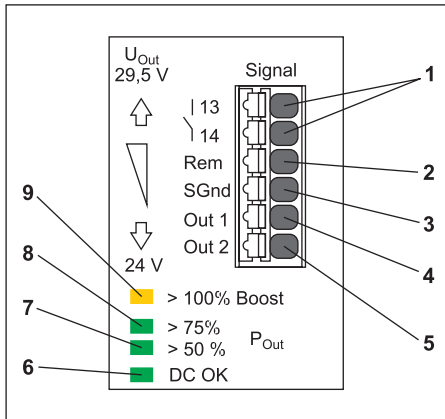 U_Out
29,5 V
Signal
1
13
14
Rem
2
SGnd
3
Out 1
4
Out 2
5
24 V
9
> 100% Boost
8
> 75%
7
> 50 %
P_Out
6
DC OK